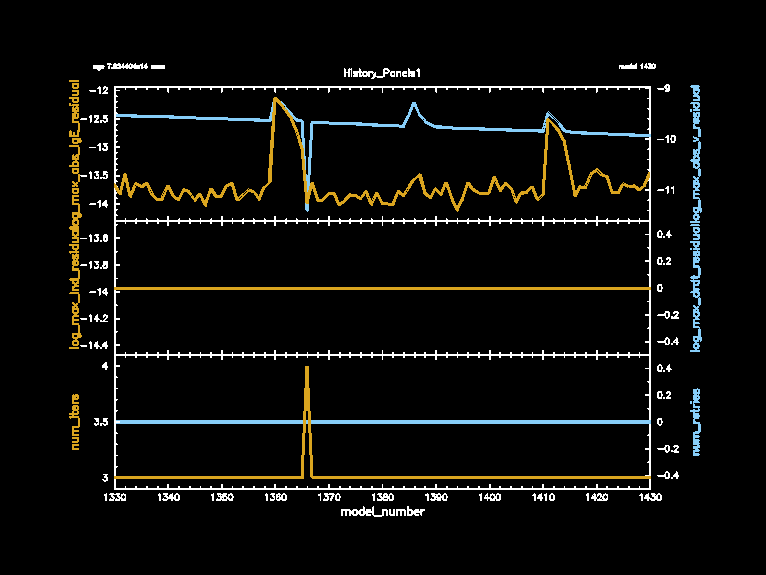 age 7.834404e14 secs
model 1430
History_Panels1
log_max_abs_lgE_residual
-12
-12.5
-13
-13.5
-14
-9
-10
-11
log_max_abs_v_residual
log_max_lnd_residual
-13.6
-13.8
-14
-14.2
-14.4
0.4
0.2
0
-0.2
-0.4
log_max_drdt_residual
num_iters
4
3.5
3
0.4
0.2
0
-0.2
-0.4
num_retries
1330 1340 1350 1360 1370 1380 1390 1400 1410 1420 1430
model_number